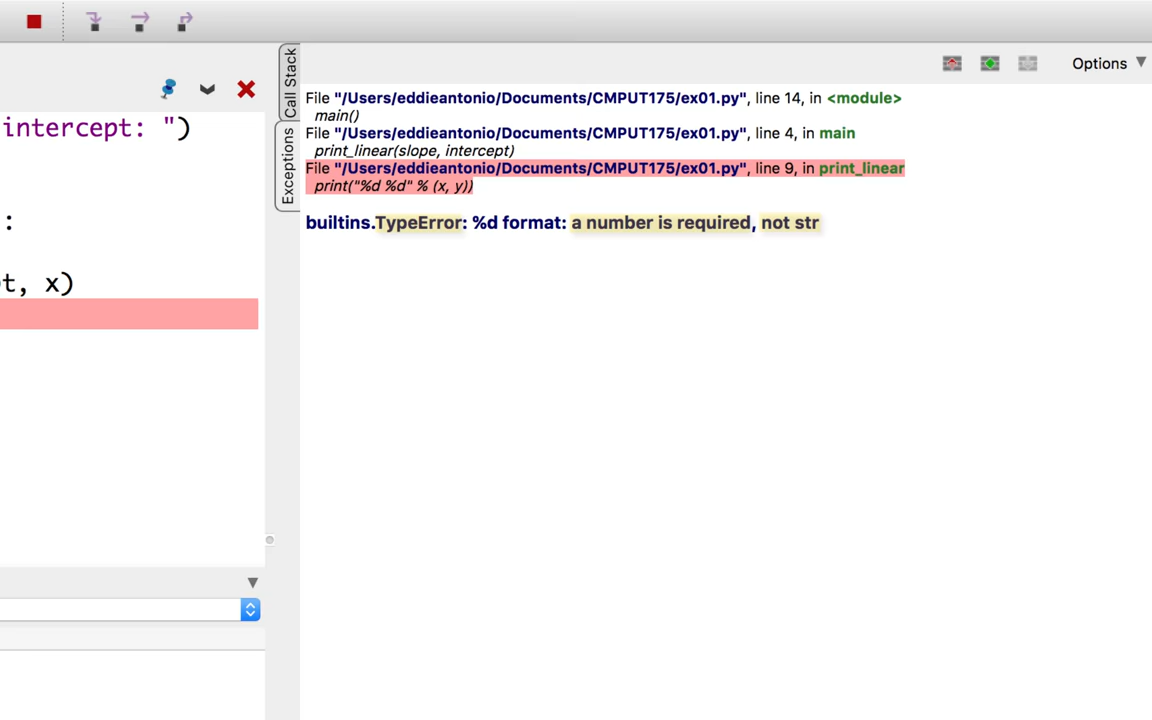 Call Stack
Exceptions
Options
intercept: ")
:
t, x)
File "/Users/eddieantonio/Documents/CMPUT175/ex01.py", line 14, in <module>
main()
File "/Users/eddieantonio/Documents/CMPUT175/ex01.py", line 4, in main
print_linear(slope, intercept)
File "/Users/eddieantonio/Documents/CMPUT175/ex01.py", line 9, in print_linear
print("%d %d" % (x, y))
builtins.TypeError: %d format: a number is required, not str